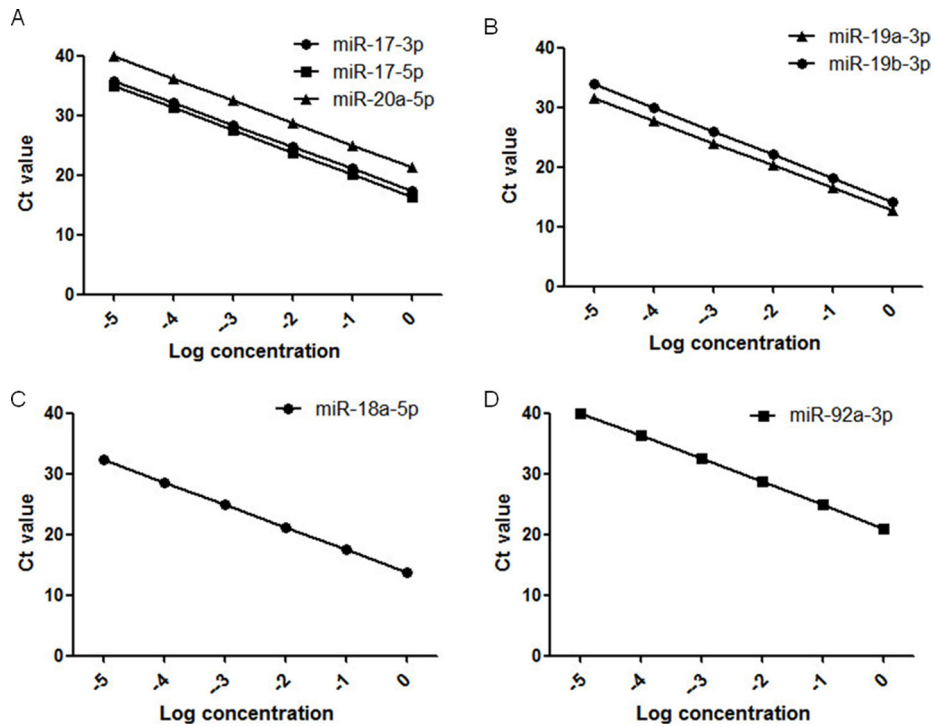 A
miR-17-3p
miR-17-5p
miR-20a-5p
Ct value
40
30
20
10
0
-5
-4
--3
-2
-1
0
Log concentration
B
miR-19a-3p
miR-19b-3p
Ct value
40
30
20
10
0
-5
-4
--3
-2
-1
0
Log concentration
C
miR-18a-5p
Ct value
40
30
20
10
0
-5
-4
--3
-2
-1
0
Log concentration
D
miR-92a-3p
Ct value
40
30
20
10
0
-5
-4
--3
-2
-1
0
Log concentration